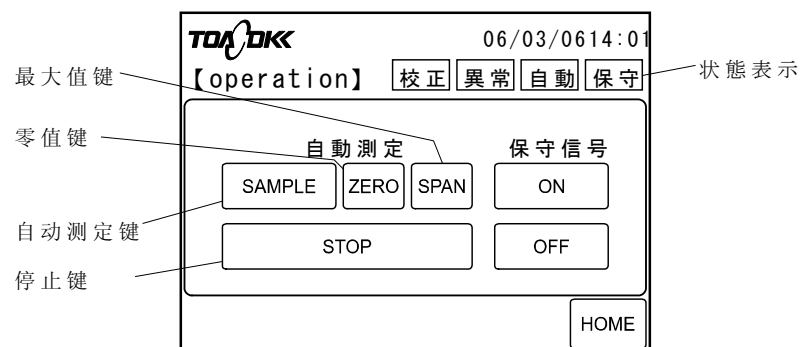 TOA DKK
06/03/0614:01
【operation】
校正 異常 自動 保守
状態表示
最大值键
零值键
自動測定
保守信号
SAMPLE ZERO SPAN
ON
自动测定键
STOP
OFF
停止键
HOME